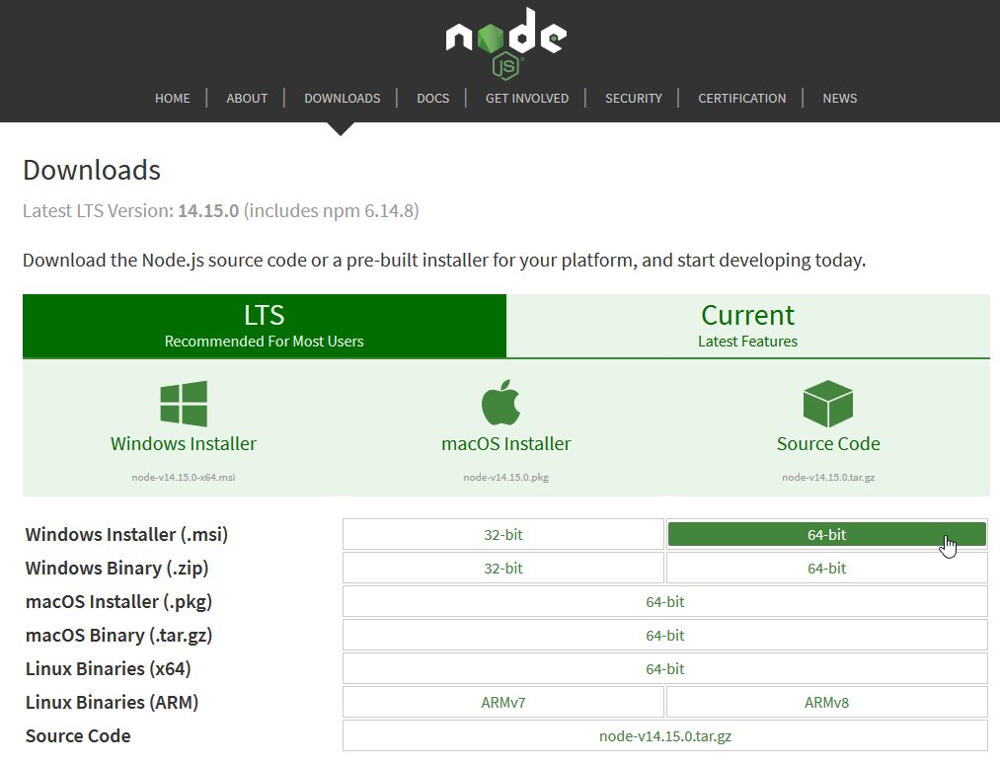 node
JS
HOME ABOUT DOWNLOADS DOCS GET INVOLVED SECURITY CERTIFICATION NEWS
Downloads
Latest LTS Version: 14.15.0 (includes npm 6.14.8)
Download the Node.js source code or a pre-built installer for your platform, and start developing today.
LTS Current
Recommended For Most Users Latest Features
Windows Installer macOS Installer Source Code
node-v14.15.0-x64.msi node-v14.15.0.pkg node-v14.15.0.tar.gz
Windows Installer (.msi) 32-bit 64-bit
Windows Binary (.zip) 32-bit 64-bit
macOS Installer (.pkg) 64-bit
macOS Binary (.tar.gz) 64-bit
Linux Binaries (x64) 64-bit
Linux Binaries (ARM) ARMv7 ARMv8
Source Code node-v14.15.0.tar.gz